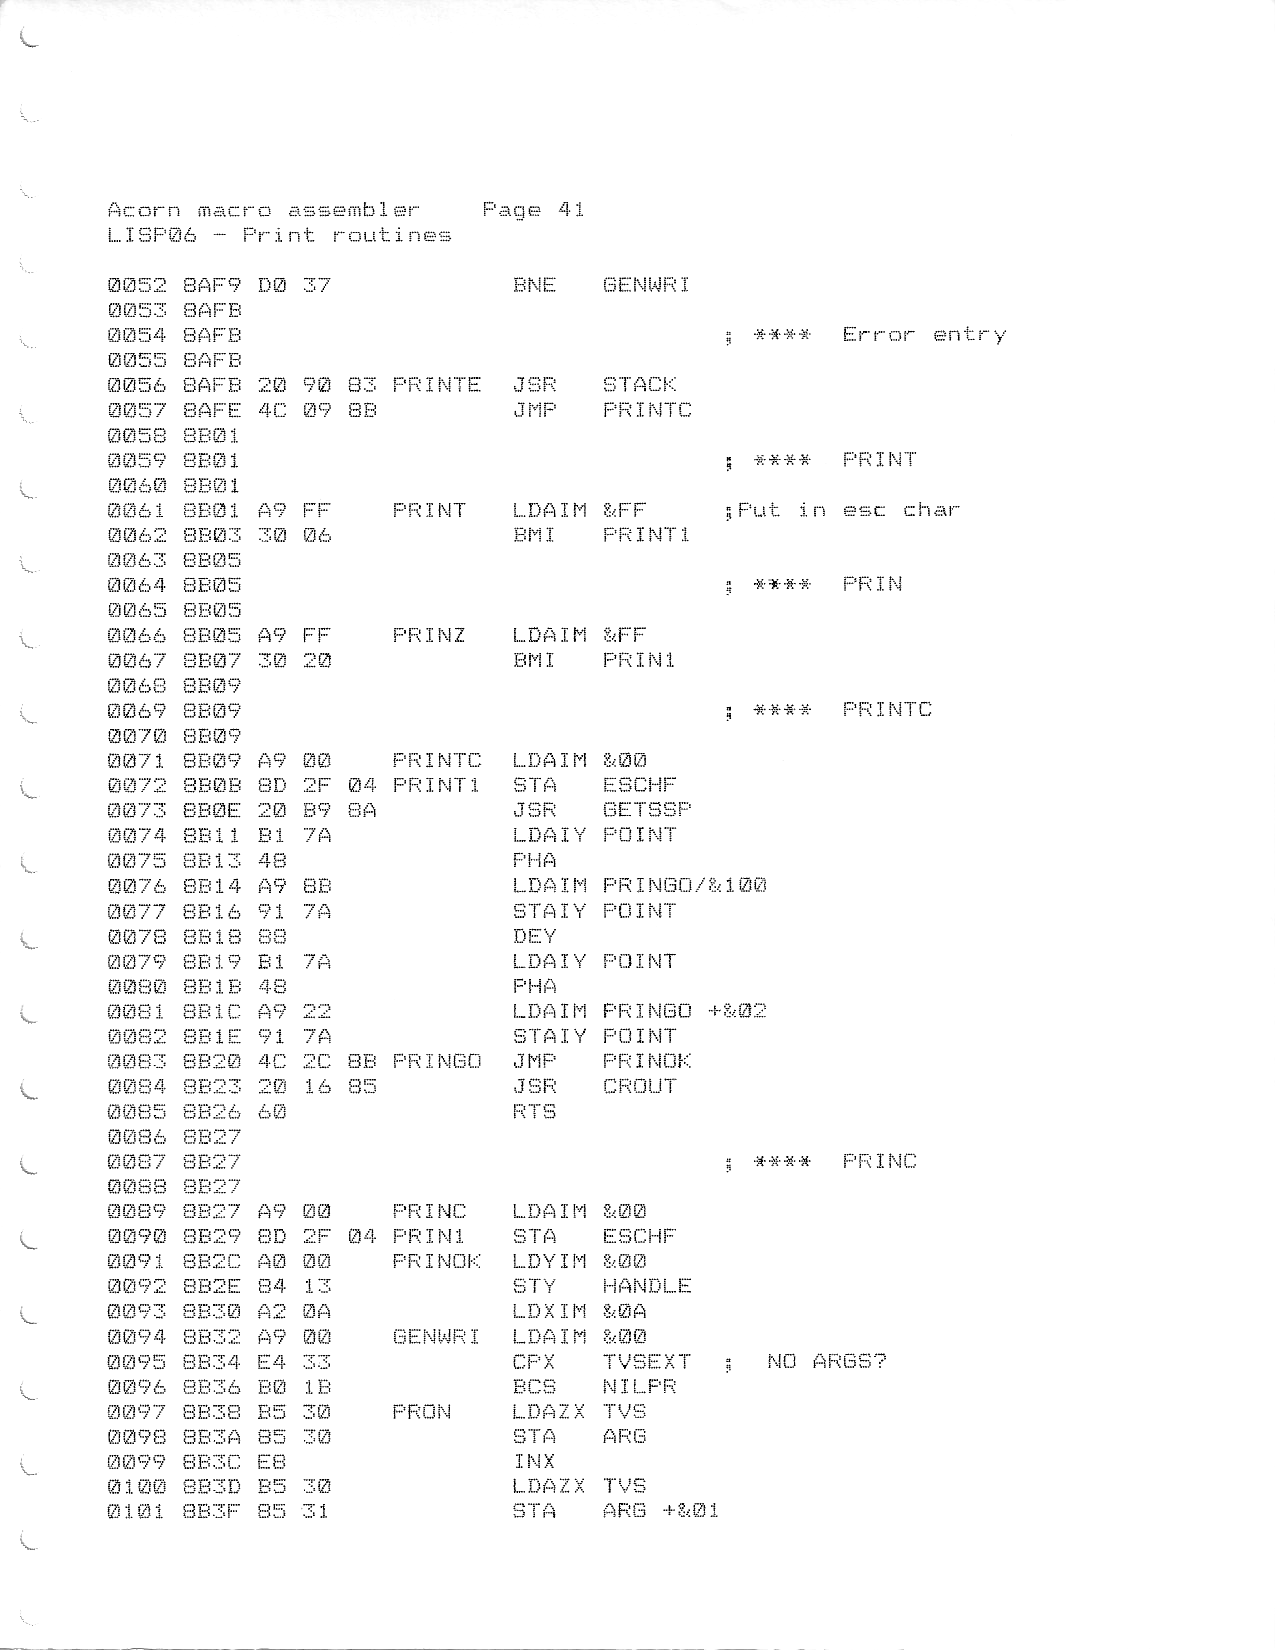 Acorn macro assembler    Page 41
LISP06 - Print routines
0052 8AF9 D0 37            BNE   GENWRI
0053 8AFB
0054 8AFB                                ; ****  Error entry
0055 8AFB
0056 8AFB 20 90 83 PRINTE  JSR   STACK
0057 8AFE 4C 09 8B         JMP   PRINTC
0058 8B01
0059 8B01                                ; ****  PRINT
0060 8B01
0061 8B01 A9 FF    PRINT   LDAIM &FF     ;Put in esc char
0062 8B03 30 06            BMI   PRINT1
0063 8B05
0064 8B05                                ; ****  PRIN
0065 8B05
0066 8B05 A9 FF    PRINZ   LDAIM &FF
0067 8B07 30 20            BMI   PRIN1
0068 8B09
0069 8B09                                ; ****  PRINTC
0070 8B09
0071 8B09 A9 00    PRINTC  LDAIM &00
0072 8B0B 8D 2F 04 PRINT1  STA   ESCHF
0073 8B0E 20 B9 8A         JSR   GETSSP
0074 8B11 B1 7A            LDAIY POINT
0075 8B13 48               PHA
0076 8B14 A9 8B            LDAIM PRINGO/&100
0077 8B16 91 7A            STAIY POINT
0078 8B18 88               DEY
0079 8B19 B1 7A            LDAIY POINT
0080 8B1B 48               PHA
0081 8B1C A9 22            LDAIM PRINGO +&02
0082 8B1E 91 7A            STAIY POINT
0083 8B20 4C 2C 8B PRINGO  JMP   PRINOK
0084 8B23 20 16 85         JSR   CROUT
0085 8B26 60               RTS
0086 8B27
0087 8B27                                ; ****  PRINC
0088 8B27
0089 8B27 A9 00    PRINC   LDAIM &00
0090 8B29 8D 2F 04 PRIN1   STA   ESCHF
0091 8B2C A0 00    PRINOK  LDYIM &00
0092 8B2E 84 13            STY   HANDLE
0093 8B30 A2 0A            LDXIM &0A
0094 8B32 A9 00    GENWRI  LDAIM &00
0095 8B34 E4 33            CPX   TVSEXT  ;  NO ARGS?
0096 8B36 B0 1B            BCS   NILPR
0097 8B38 B5 30    PRON    LDAZX TVS
0098 8B3A 85 30            STA   ARG
0099 8B3C E8               INX
0100 8B3D B5 30            LDAZX TVS
0101 8B3F 85 31            STA   ARG +&01